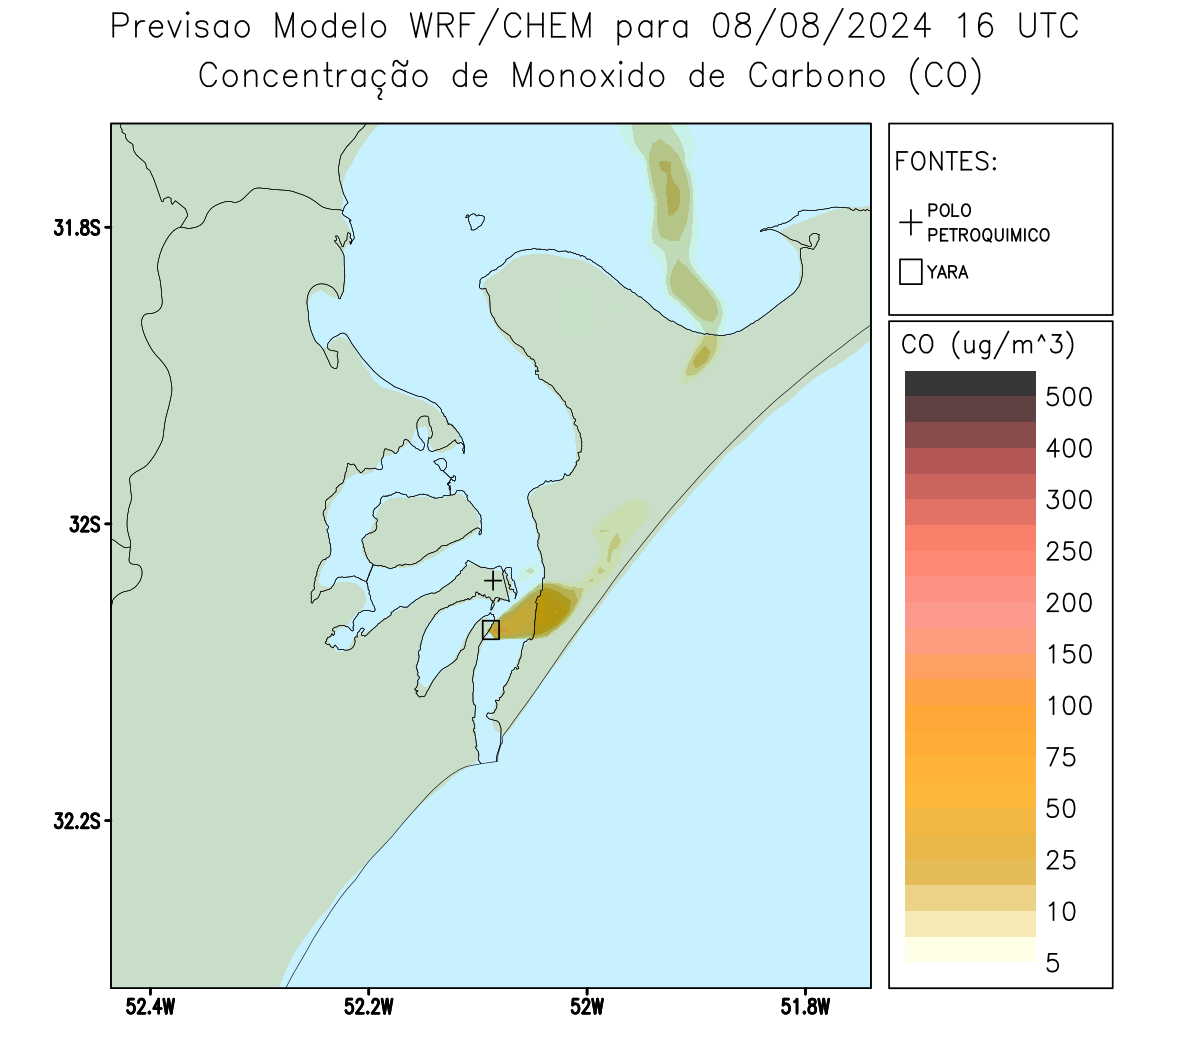 Previsao Modelo WRF/CHEM para 08/08/2024 16 UTC
Concentração de Monoxido de Carbono (CO)
FONTES:
POLO
PETROQUIMICO
YARA
CO (ug/m^3)
500
400
300
250
200
150
100
75
50
25
10
5
31.8S
32S
32.2S
52.4W
52.2W
52W
51.8W